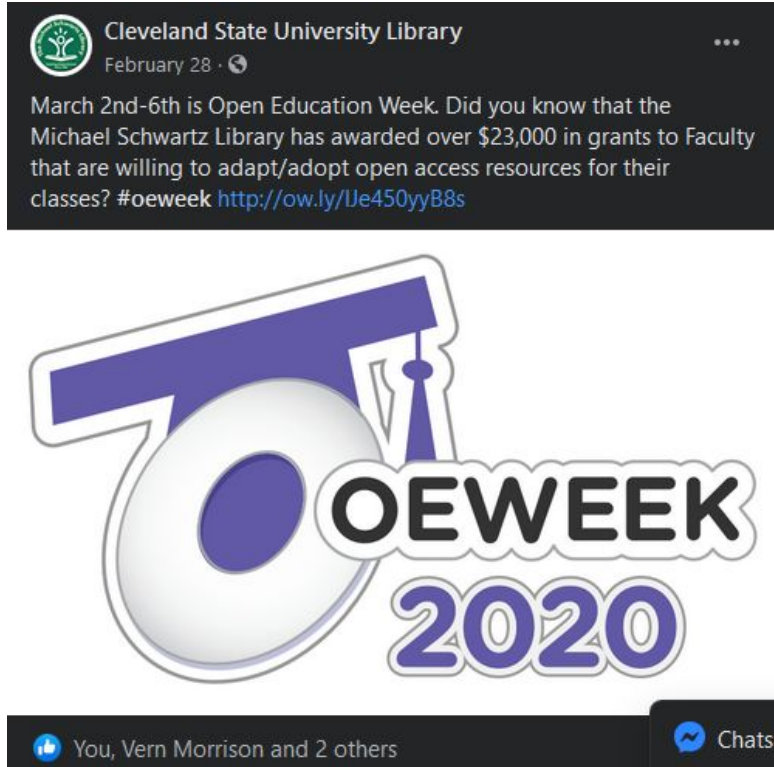 Cleveland State University Library
February 28 ·
March 2nd-6th is Open Education Week. Did you know that the
Michael Schwartz Library has awarded over $23,000 in grants to Faculty
that are willing to adapt/adopt open access resources for their
classes? #oeweek http://ow.ly/IJe450yyB8s
OEWEEK
2020
You, Vern Morrison and 2 others
Chats